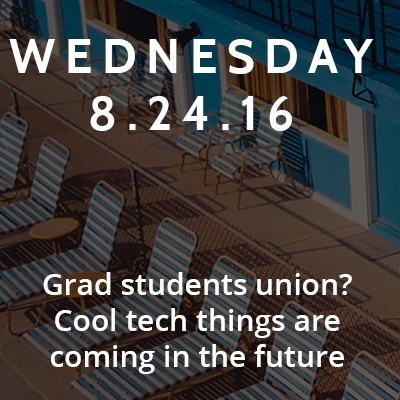 WEDNESDAY
8.24.16
Grad students union?
Cool tech things are
coming in the future